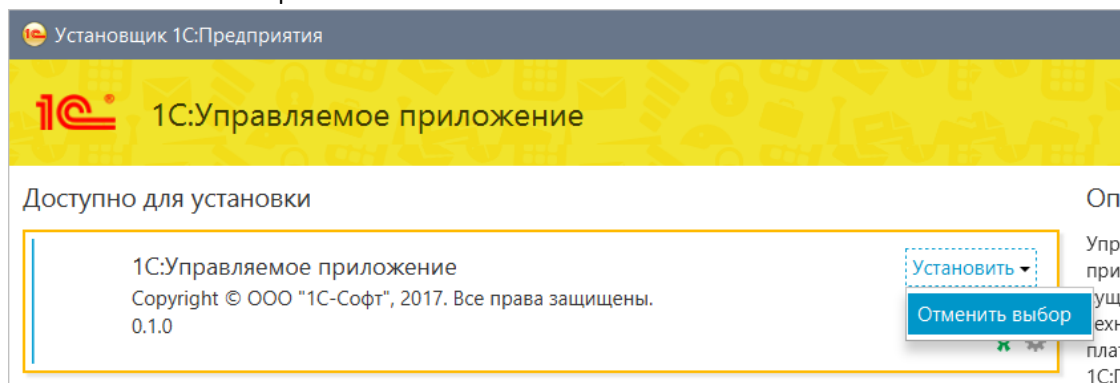 Установщик 1С:Предприятия
1С:Управляемое приложение
Доступно для установки
1С:Управляемое приложение
Установить
Copyright © ООО "1С-Софт", 2017. Все права защищены.
Отменить выбор
0.1.0